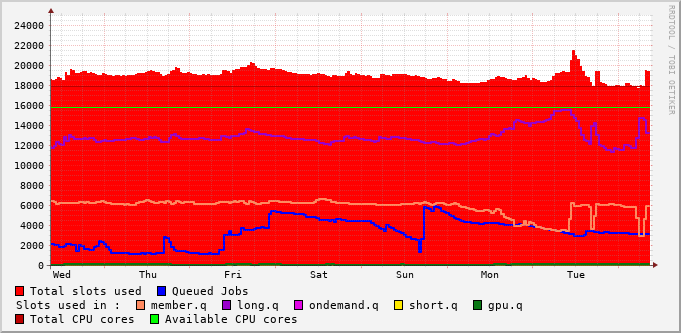 24000
22000
20000
18000
16000
14000
12000
10000
8000
6000
4000
2000
0
Wed Thu Fri Sat Sun Mon Tue
RRDTOOL / TOBI OETIKER
Total slots used Queued Jobs
Slots used in : member.q long.q ondemand.q short.q gpu.q
Total CPU cores Available CPU cores